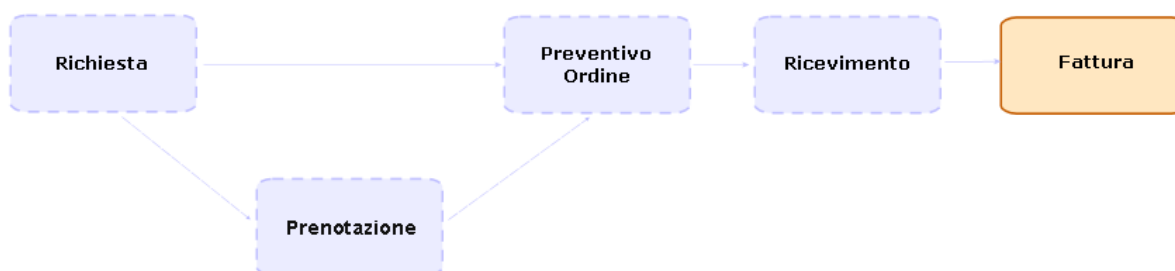 Richiesta
Preventivo
Ordine
Ricevimento
Fattura
Prenotazione